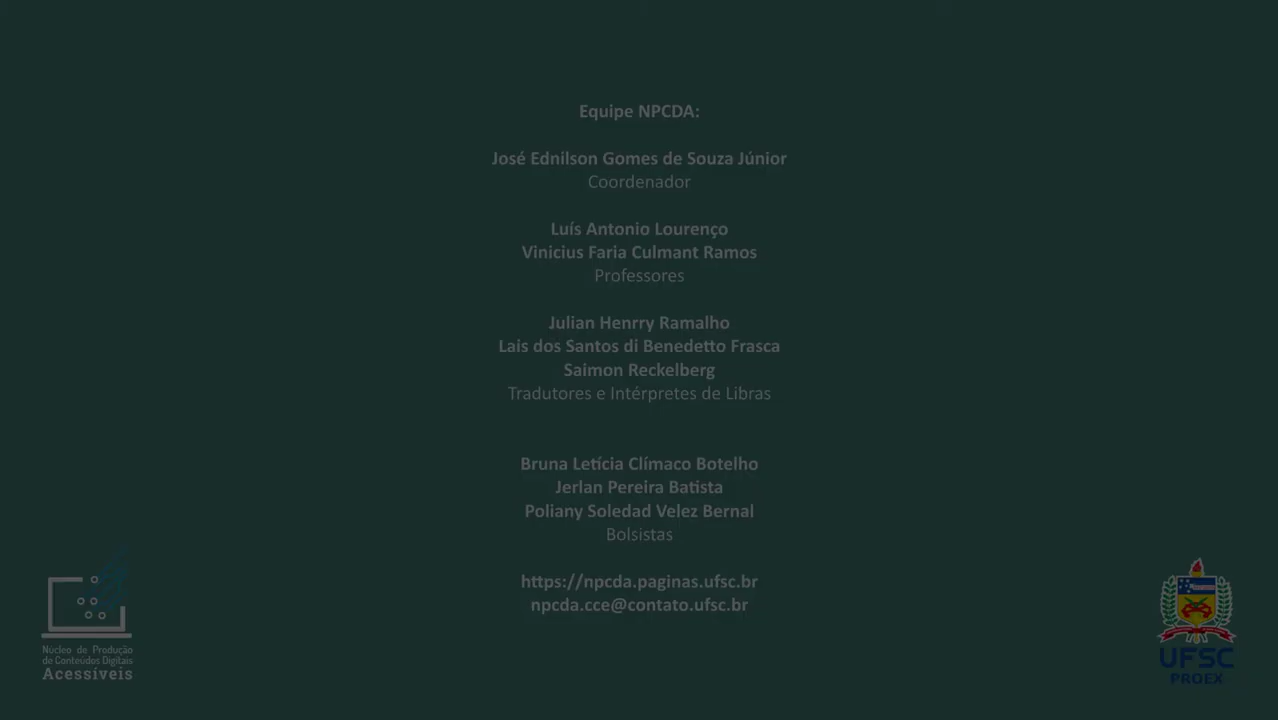 Equipe NPCDA:
José Ednilson Gomes de Souza Júnior
Coordenador
Luís Antonio Lourenço
Vinicius Faria Culmant Ramos
Professores
Julian Henrry Ramalho
Lais dos Santos di Benedetto Frasca
Saimon Reckelberg
Tradutores e Intérpretes de Libras
Bruna Letícia Clímaco Botelho
Jerlan Pereira Batista
Poliany Soledad Velez Bernal
Bolsistas
https://npcda.paginas.ufsc.br
npcda.cce@contato.ufsc.br
Núcleo de Produção
de Conteúdos Digitais
Acessíveis
UFSC
PROEX